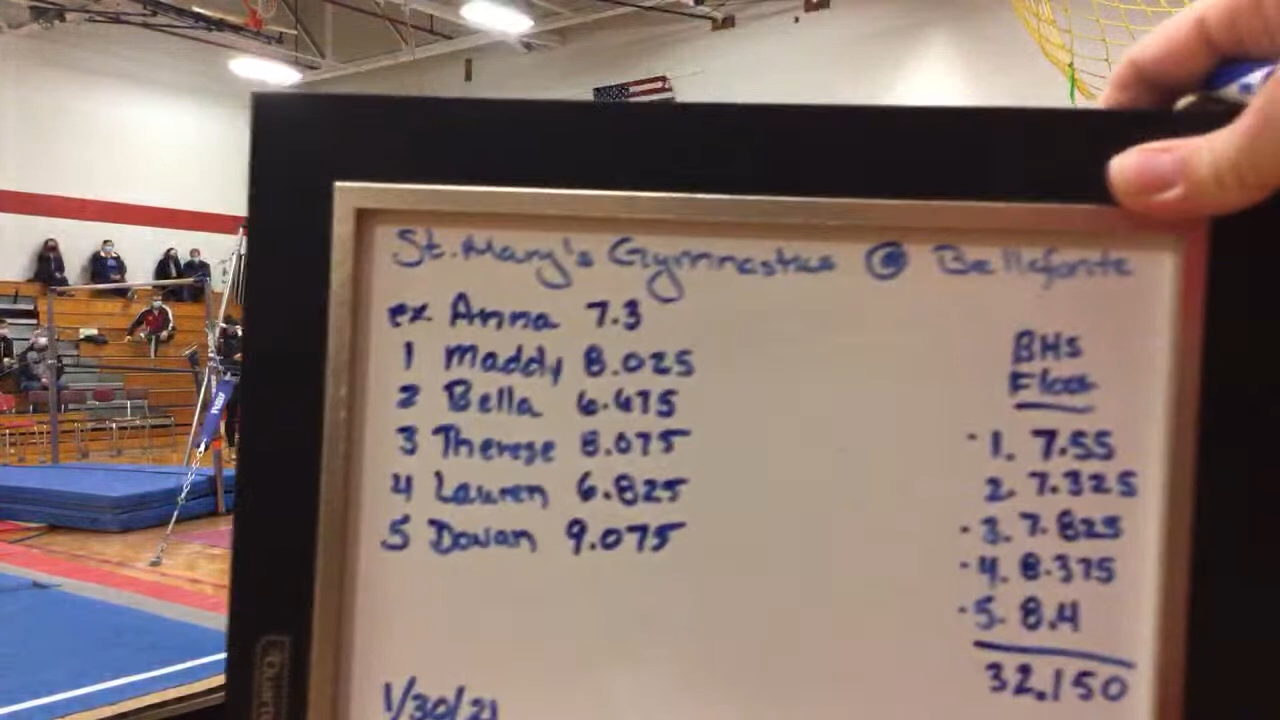 St. Mary's Gymnastics @ Bellefonte
ex Anna 7.3
1 Maddy 8.025
2 Bella 6.475
3 Therese 8.075
4 Lauren 6.825
5 Davan 9.075
1/30/21
BHs
Floor
· 1. 7.55
2. 7.325
· 3. 7.825
· 4. 8.375
· 5. 8.4
32.150